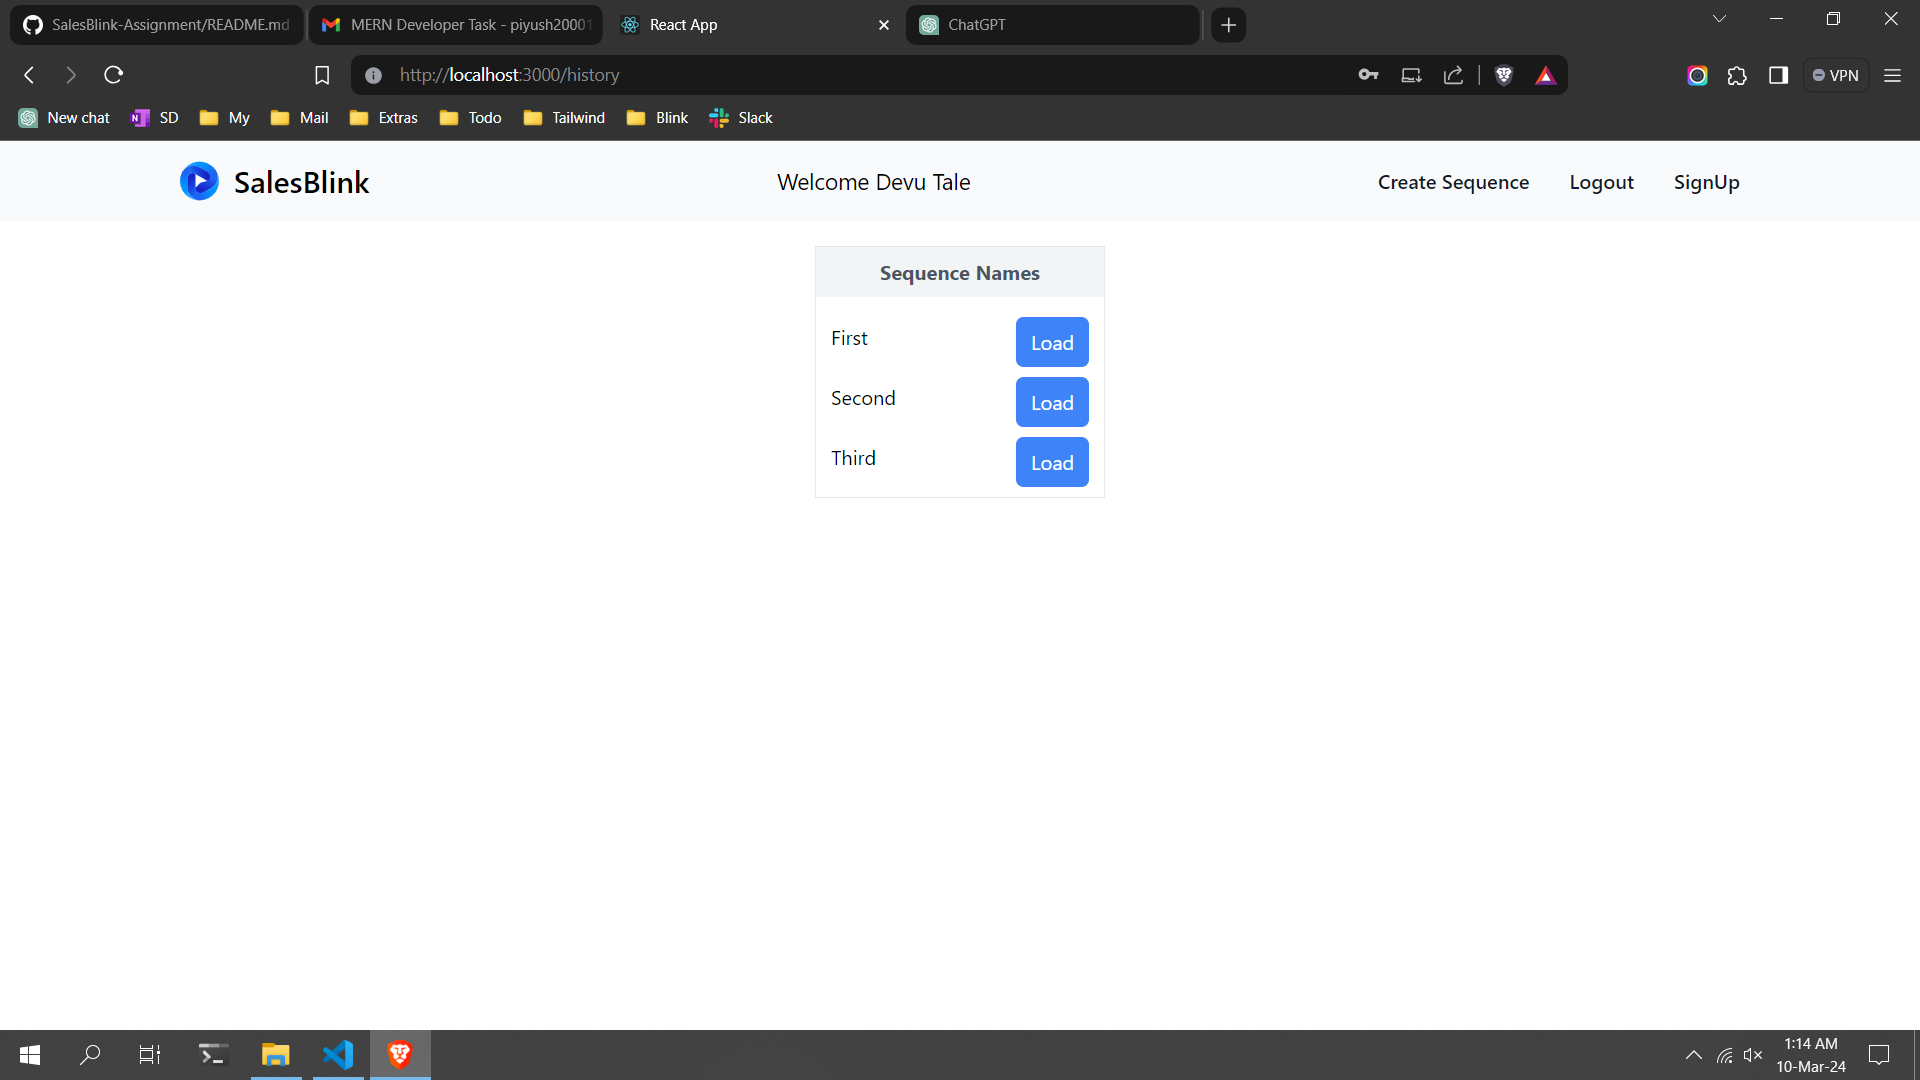 SalesBlink-Assignment/README.md
MERN Developer Task - piyush20001
React App
ChatGPT
http://localhost:3000/history
VPN
New chat
SD
My
Mail
Extras
Todo
Tailwind
Blink
Slack
SalesBlink
Welcome Devu Tale
Create Sequence
Logout
SignUp
Sequence Names
First
Load
Second
Load
Third
Load
1:14 AM
10-Mar-24